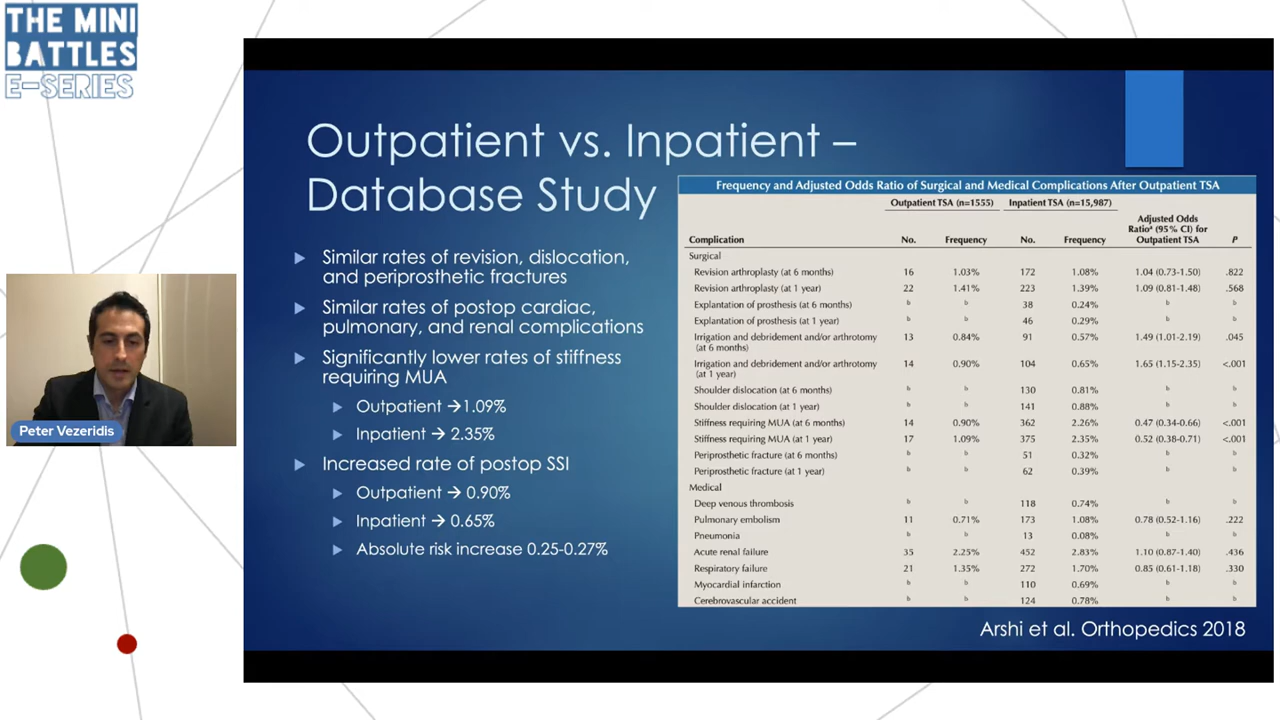 THE MINI
BATTLES
E-SERIES
Outpatient vs. Inpatient –
Database Study
Similar rates of revision, dislocation,
and periprosthetic fractures
Similar rates of postop cardiac,
pulmonary, and renal complications
Significantly lower rates of stiffness
requiring MUA
Outpatient →1.09%
Inpatient → 2.35%
Increased rate of postop SSI
Outpatient → 0.90%
Inpatient → 0.65%
Absolute risk increase 0.25-0.27%
Frequency and Adjusted Odds Ratio of Surgical and Medical Complications After Outpatient TSA
Outpatient TSA (n=1555) Inpatient TSA (n=15,987)
Adjusted Odds
Ratioᵃ (95% CI) for
Complication No. Frequency No. Frequency Outpatient TSA P
Surgical
Revision arthroplasty (at 6 months) 16 1.03% 172 1.08% 1.04 (0.73-1.50) .822
Revision arthroplasty (at 1 year) 22 1.41% 223 1.39% 1.09 (0.81-1.48) .568
Explantation of prosthesis (at 6 months) b b 38 0.24% b b
Explantation of prosthesis (at 1 year) b b 46 0.29% b b
Irrigation and debridement and/or arthrotomy 13 0.84% 91 0.57% 1.49 (1.01-2.19) .045
(at 6 months)
Irrigation and debridement and/or arthrotomy 14 0.90% 104 0.65% 1.65 (1.15-2.35) <.001
(at 1 year)
Shoulder dislocation (at 6 months) b b 130 0.81% b b
Shoulder dislocation (at 1 year) b b 141 0.88% b b
Stiffness requiring MUA (at 6 months) 14 0.90% 362 2.26% 0.47 (0.34-0.66) <.001
Stiffness requiring MUA (at 1 year) 17 1.09% 375 2.35% 0.52 (0.38-0.71) <.001
Periprosthetic fracture (at 6 months) b b 51 0.32% b b
Periprosthetic fracture (at 1 year) b b 62 0.39% b b
Medical
Deep venous thrombosis b b 118 0.74% b b
Pulmonary embolism 11 0.71% 173 1.08% 0.78 (0.52-1.16) .222
Pneumonia b b 13 0.08% b b
Acute renal failure 35 2.25% 452 2.83% 1.10 (0.87-1.40) .436
Respiratory failure 21 1.35% 272 1.70% 0.85 (0.61-1.18) .330
Myocardial infarction b b 110 0.69% b b
Cerebrovascular accident b b 124 0.78% b b
Arshi et al. Orthopedics 2018
Peter Vezeridis